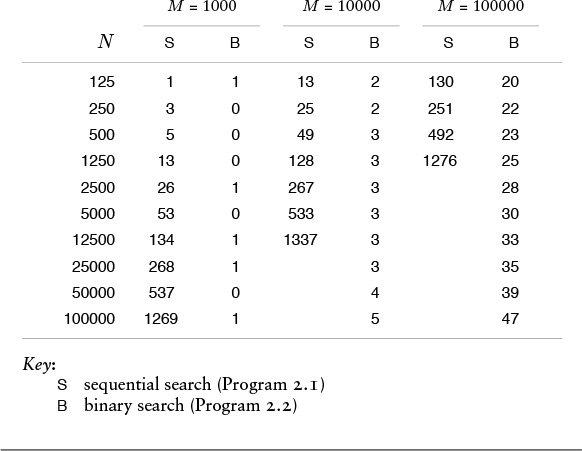 M = 1000 M = 10000 M = 100000
N S B S B S B
125 1 1 13 2 130 20
250 3 0 25 2 251 22
500 5 0 49 3 492 23
1250 13 0 128 3 1276 25
2500 26 1 267 3 28
5000 53 0 533 3 30
12500 134 1 1337 3 33
25000 268 1 3 35
50000 537 0 4 39
100000 1269 1 5 47
Key:
S sequential search (Program 2.1)
B binary search (Program 2.2)